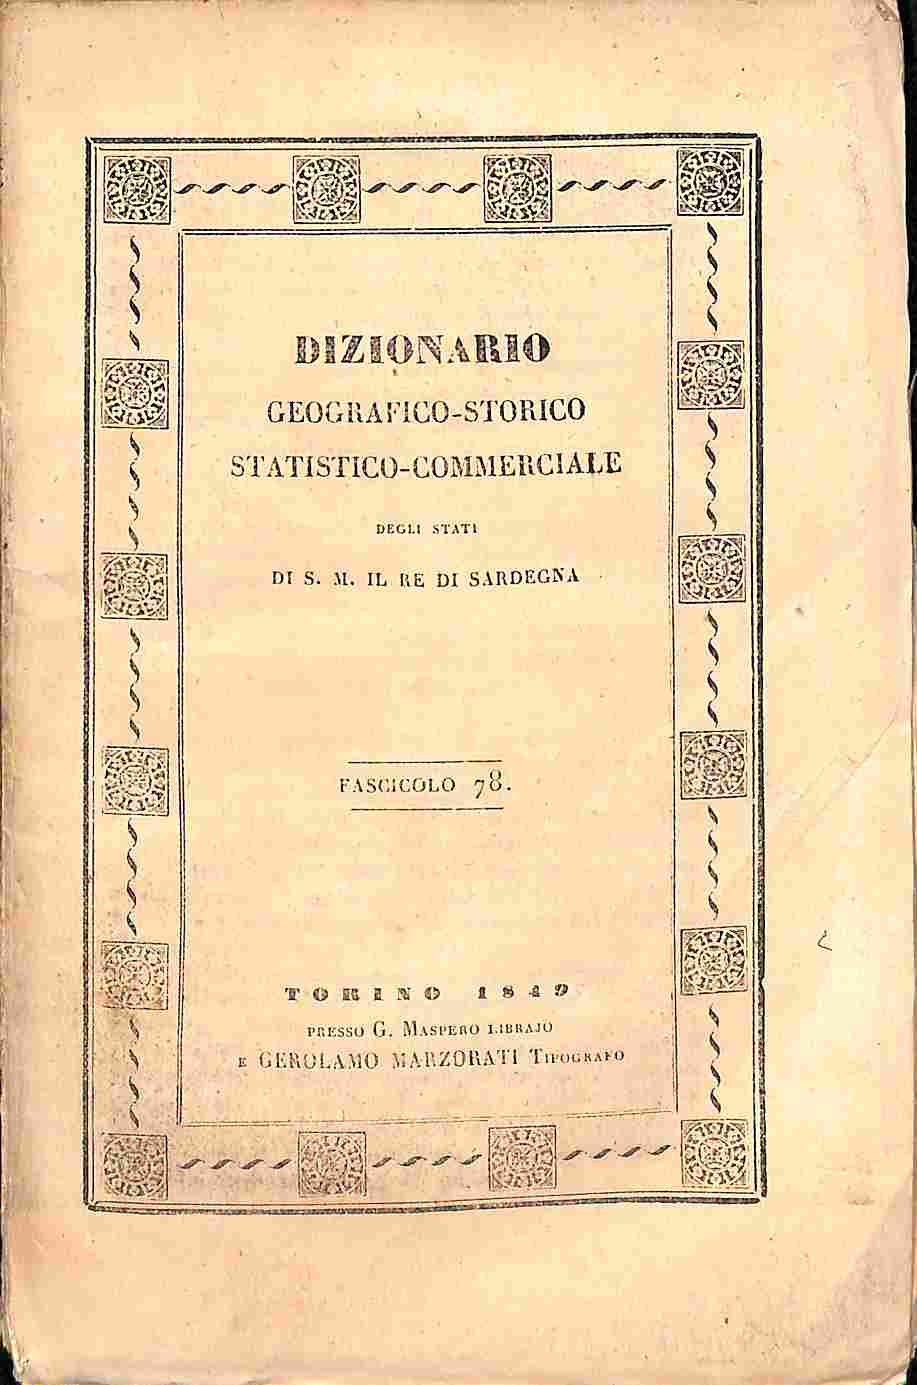 DIZIONARIO
GEOGRAFICO-STORICO
STATISTICO-COMMERCIALE
DEGLI STATI
DI S. M. IL RE DI SARDEGNA
FASCICOLO 78.
TORINO 1849
PRESSO G. MASPERO LIBRAJO
E GEROLAMO MARZORATI TIPOGRAFO